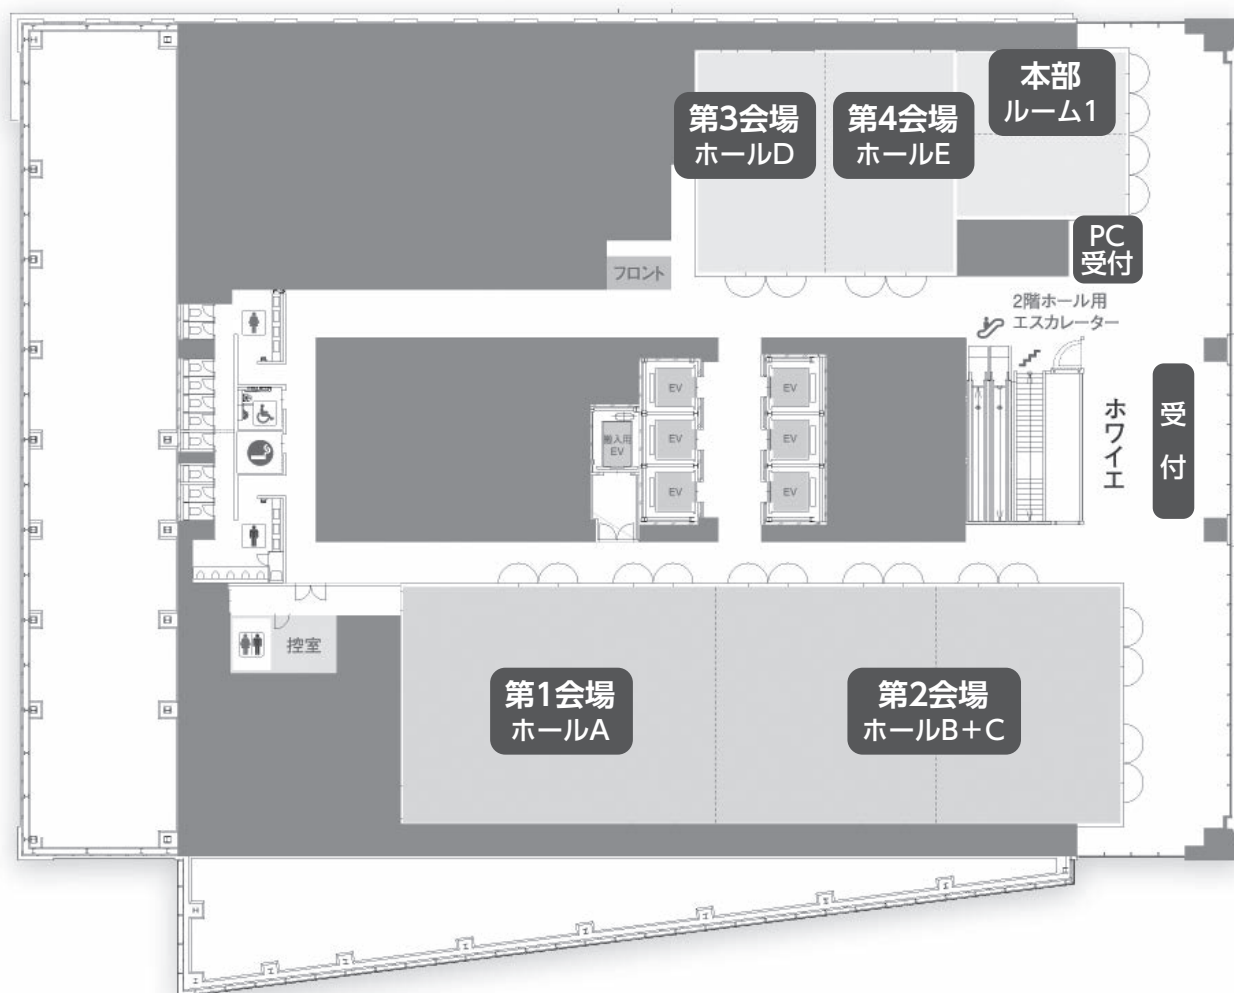 本部
ルーム1
第3会場
ホールD
第4会場
ホールE
PC
受付
フロント
2階ホール用
エスカレーター
EV
EV
搬入用
EV
EV
EV
EV
EV
ホワイエ
受付
控室
第1会場
ホールA
第2会場
ホールB+C